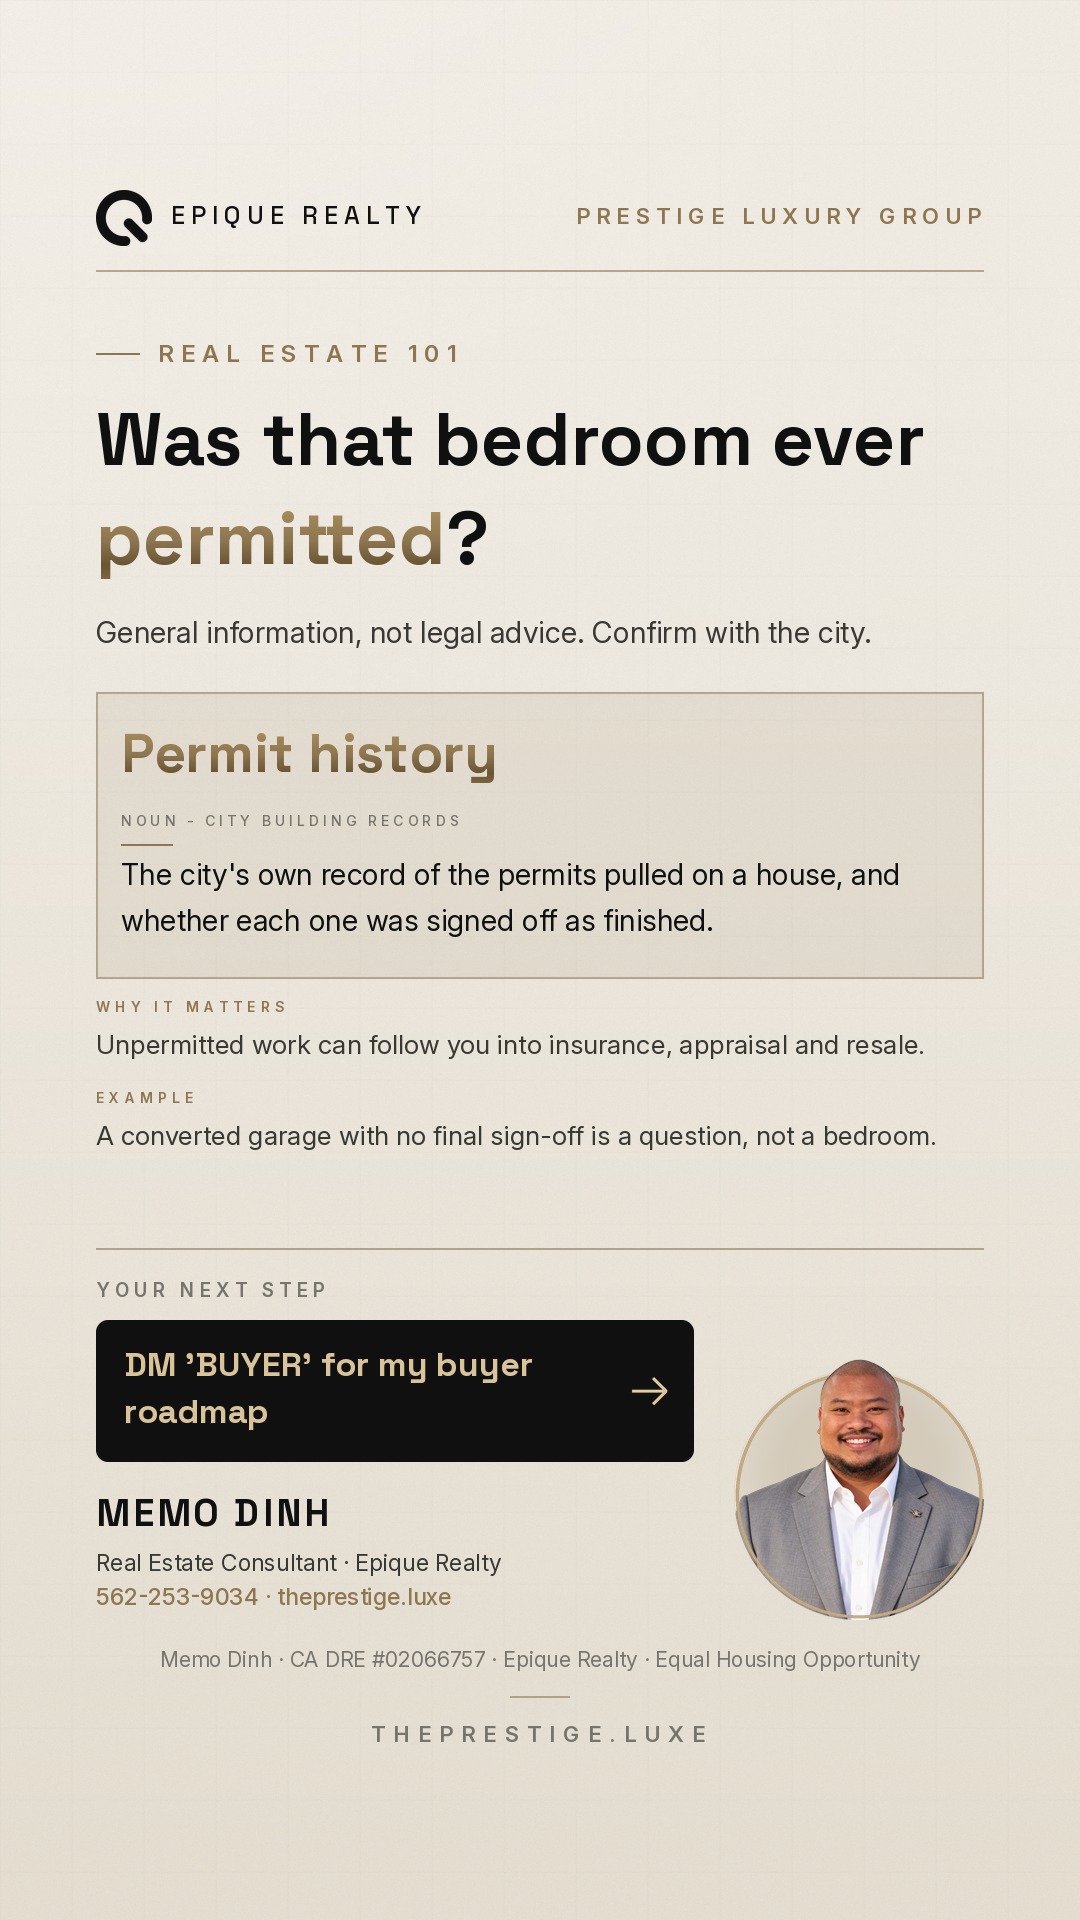 EPIQUE REALTY
PRESTIGE LUXURY GROUP
REAL ESTATE 101
Was that bedroom ever
permitted?
General information, not legal advice. Confirm with the city.
Permit history
NOUN - CITY BUILDING RECORDS
The city's own record of the permits pulled on a house, and
whether each one was signed off as finished.
WHY IT MATTERS
Unpermitted work can follow you into insurance, appraisal and resale.
EXAMPLE
A converted garage with no final sign-off is a question, not a bedroom.
YOUR NEXT STEP
DM ’BUYER’ for my buyer
roadmap
MEMO DINH
Real Estate Consultant · Epique Realty
562-253-9034 · theprestige.luxe
Memo Dinh · CA DRE #02066757 · Epique Realty · Equal Housing Opportunity
THEPRESTIGE.LUXE